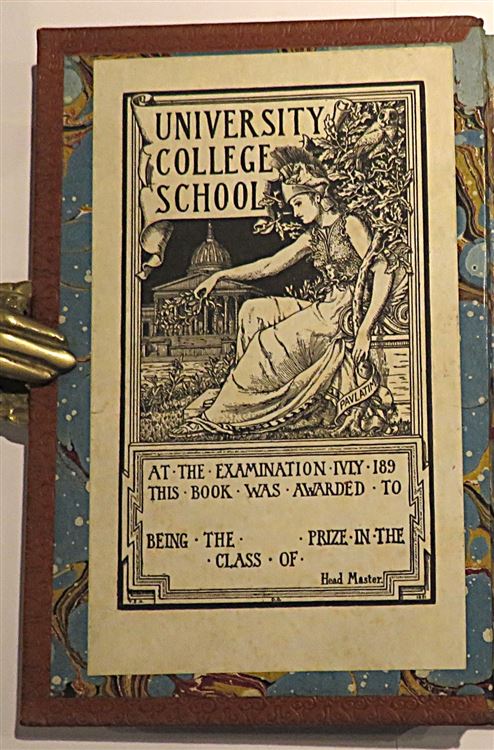 UNIVERSITY
COLLEGE
SCHOOL
PAVLATIM
AT · THE · EXAMINATION · IVLY · 189
THIS · BOOK · WAS · AWARDED · TO
BEING · THE · · PRIZE · IN · THE
· CLASS · OF ·
Head Master.